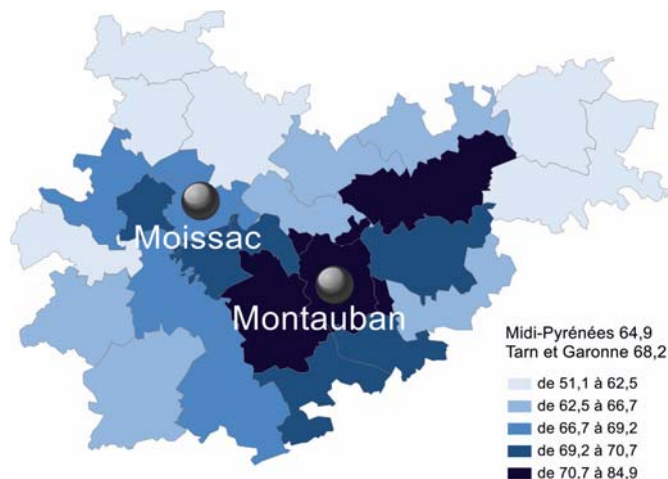 Moissac
Montauban
Midi-Pyrénées 64,9
Tarn et Garonne 68,2
de 51,1 à 62,5
de 62,5 à 66,7
de 66,7 à 69,2
de 69,2 à 70,7
de 70,7 à 84,9